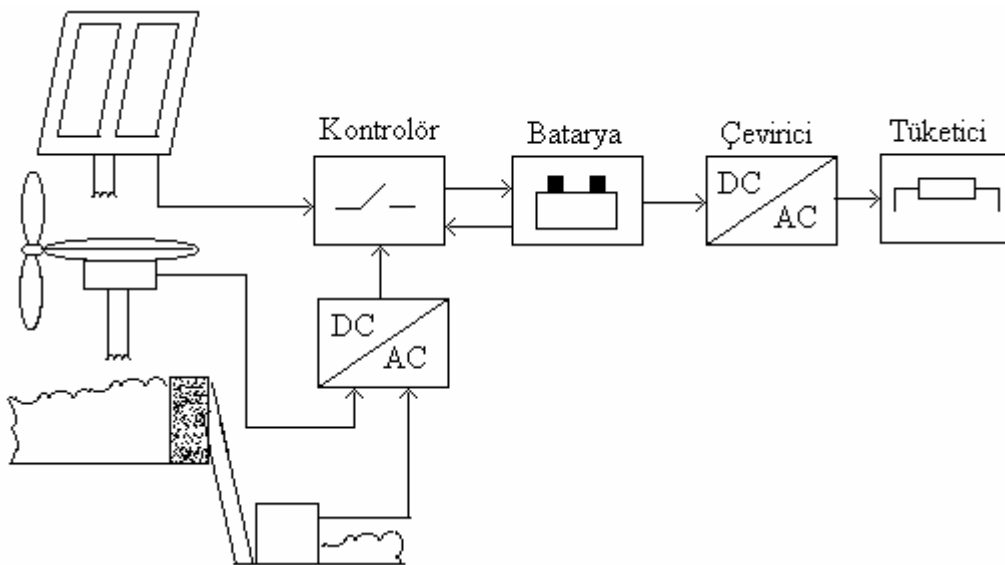 Kontrolör
Batarya
Çevirici
Tüketici
DC
AC
DC
AC